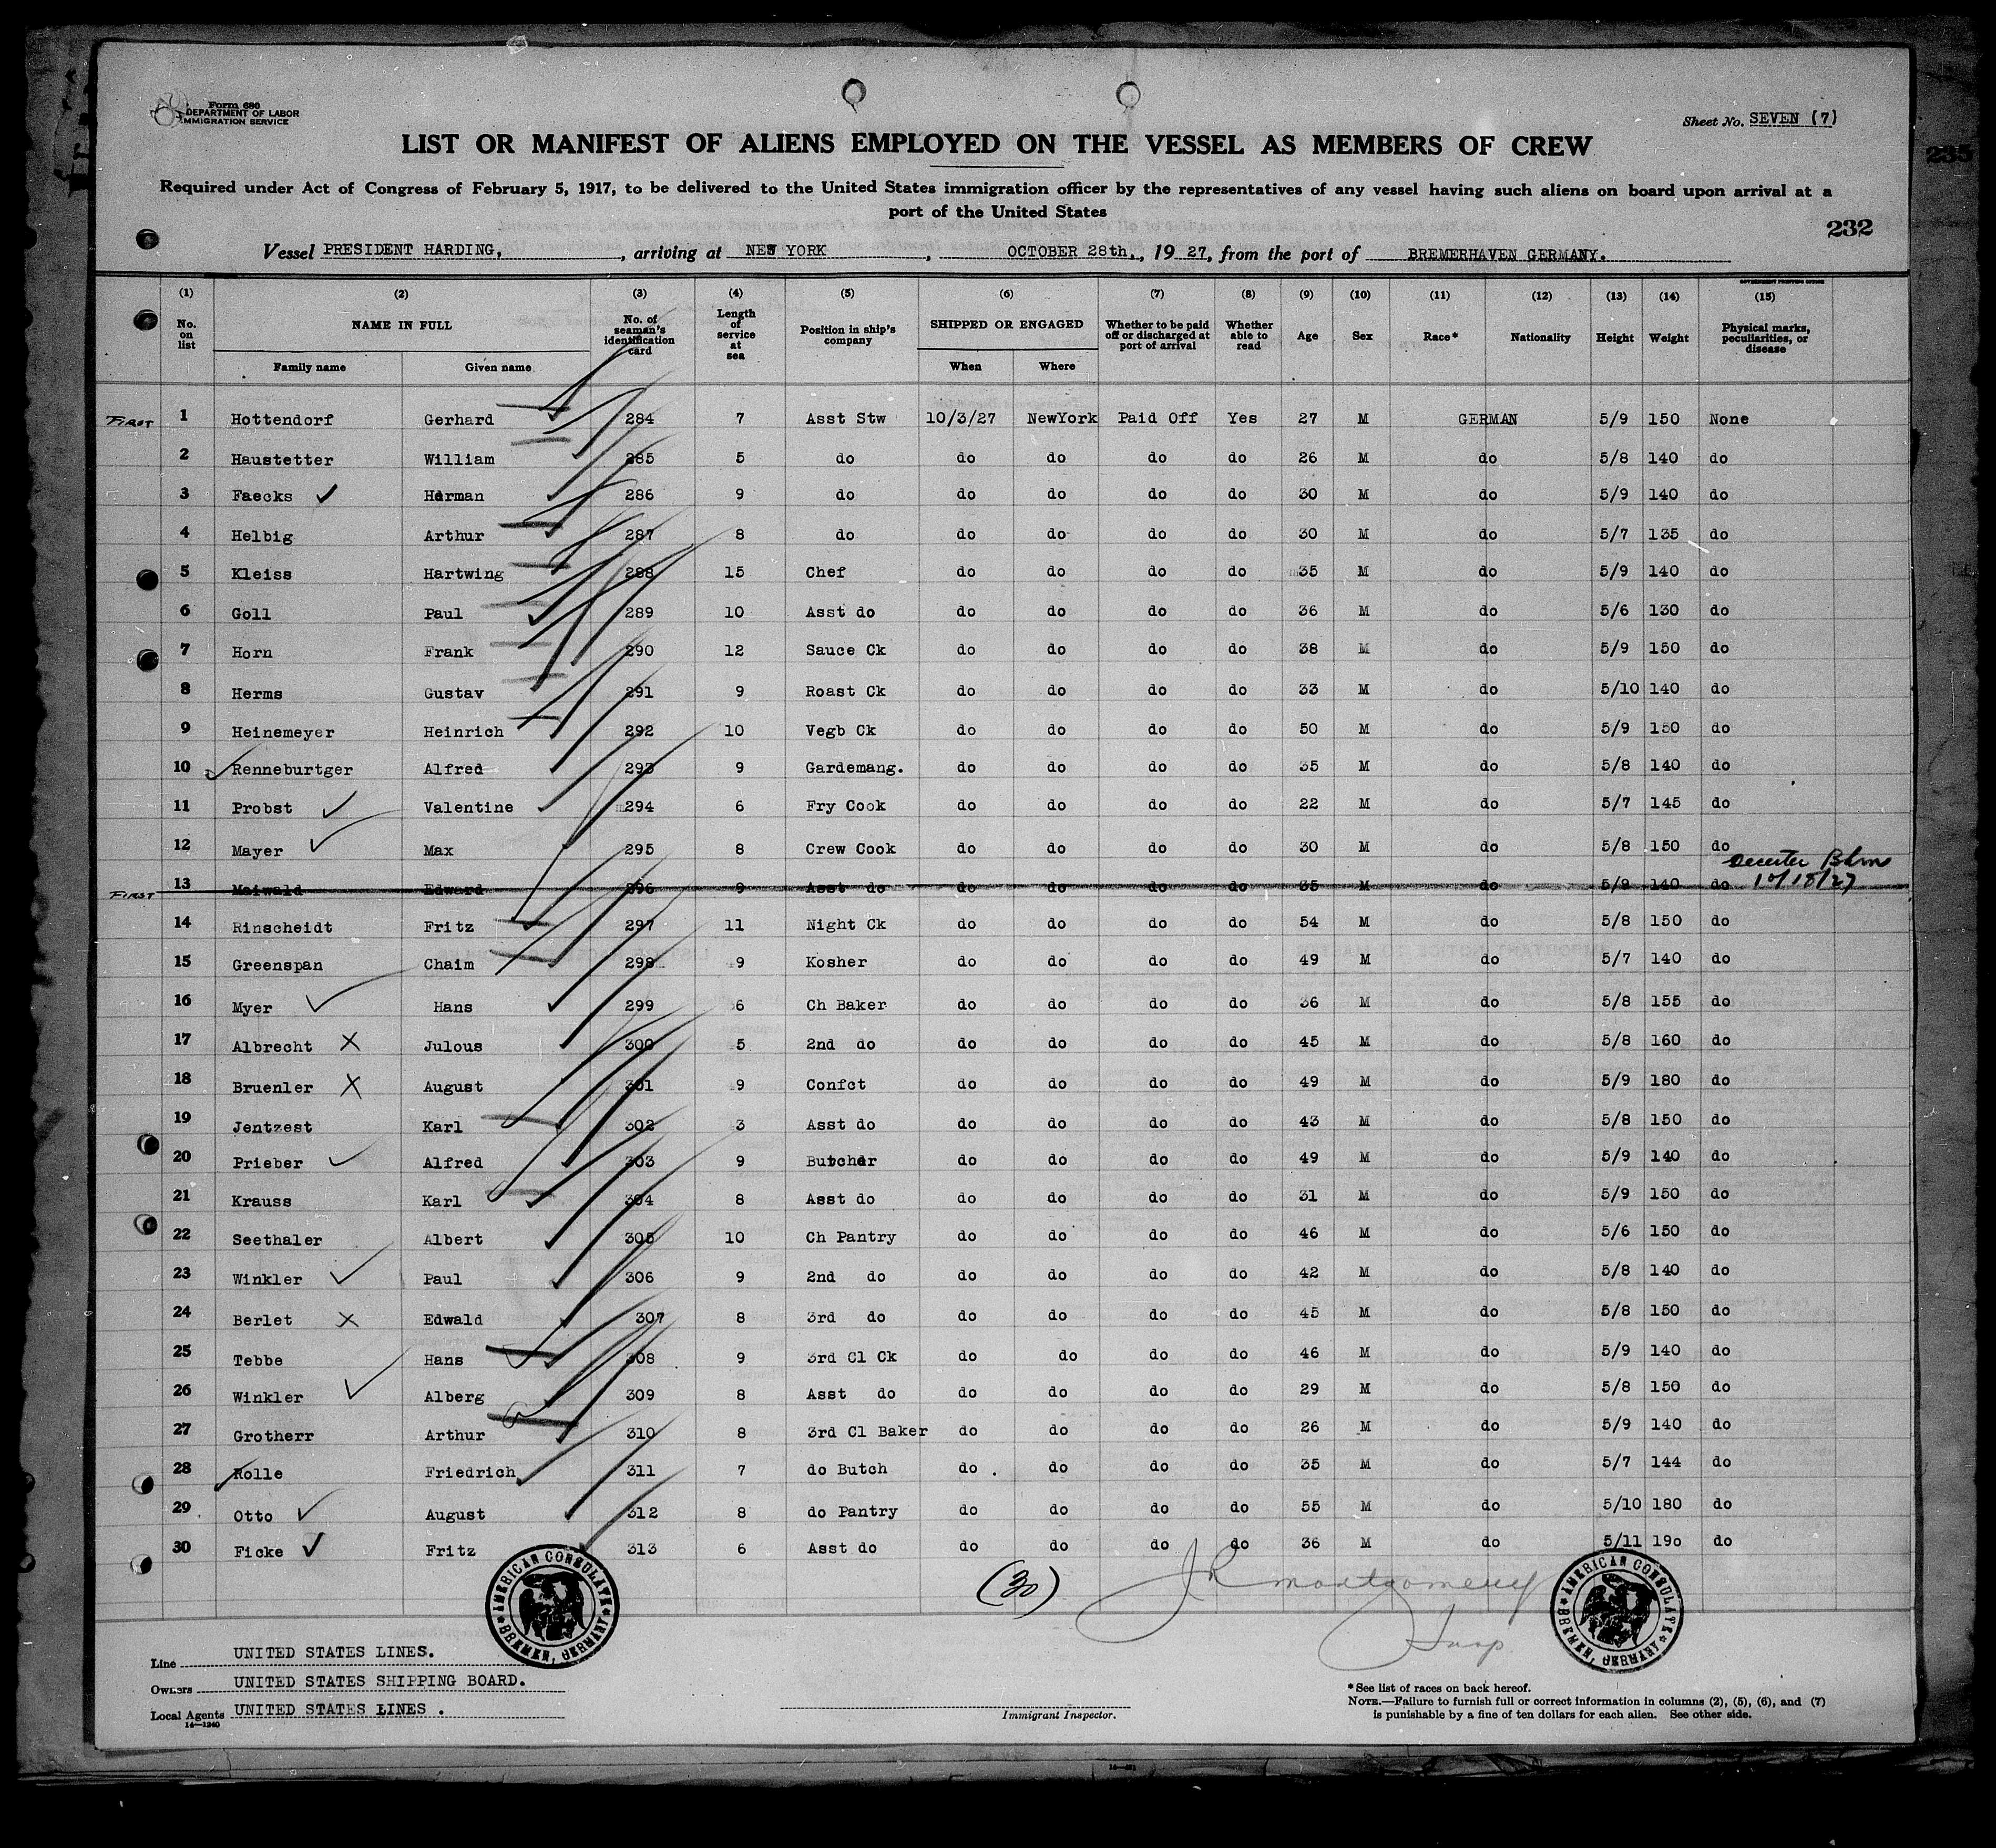 Form 680
DEPARTMENT OF LABOR
IMMIGRATION SERVICE
Sheet No. SEVEN (7)
LIST OR MANIFEST OF ALIENS EMPLOYED ON THE VESSEL AS MEMBERS OF CREW
235
Required under Act of Congress of February 5, 1917, to be delivered to the United States immigration officer by the representatives of any vessel having such aliens on board upon arrival at a
port of the United States
232
Vessel PRESIDENT HARDING, , arriving at NEW YORK , OCTOBER 28th, , 19 27, from the port of BREMERHAVEN GERMANY.
GOVERNMENT PRINTING OFFICE
(1) (2) (3) (4) (5) (6) (7) (8) (9) (10) (11) (12) (13) (14) (15)
No. on list NAME IN FULL No. of seaman's identification card Length of service at sea Position in ship's company SHIPPED OR ENGAGED Whether to be paid off or discharged at port of arrival Whether able to read Age Sex Race* Nationality Height Weight Physical marks, peculiarities, or disease
Family name Given name When Where
FIRST 1 Hottendorf Gerhard 284 7 Asst Stw 10/3/27 NewYork Paid Off Yes 27 M GERMAN 5/9 150 None
2 Haustetter William 285 5 do do do do do 26 M do 5/8 140 do
3 Faecks Herman 286 9 do do do do do 30 M do 5/9 140 do
4 Helbig Arthur 287 8 do do do do do 30 M do 5/7 135 do
5 Kleiss Hartwing 288 15 Chef do do do do 35 M do 5/9 140 do
6 Goll Paul 289 10 Asst do do do do do 36 M do 5/6 130 do
7 Horn Frank 290 12 Sauce Ck do do do do 38 M do 5/9 150 do
8 Herms Gustav 291 9 Roast Ck do do do do 33 M do 5/10 140 do
9 Heinemeyer Heinrich 292 10 Vegb Ck do do do do 50 M do 5/9 150 do
10 Renneburtger Alfred 293 9 Gardemang. do do do do 35 M do 5/8 140 do
11 Probst Valentine 294 6 Fry Cook do do do do 22 M do 5/7 145 do
12 Mayer Max 295 8 Crew Cook do do do do 30 M do 5/8 150 do
FIRST 13 Maiwald Edward 296 9 Asst do do do do do 35 M do 5/9 140 do 10/18/27
14 Rinscheidt Fritz 297 11 Night Ck do do do do 54 M do 5/8 150 do
15 Greenspan Chaim 298 9 Kosher do do do do 49 M do 5/7 140 do
16 Myer Hans 299 6 Ch Baker do do do do 36 M do 5/8 155 do
17 Albrecht Julous 300 5 2nd do do do do do 45 M do 5/8 160 do
18 Bruenler August 301 9 Confct do do do do 49 M do 5/9 180 do
19 Jentzest Karl 302 3 Asst do do do do do 43 M do 5/8 150 do
20 Prieber Alfred 303 9 Butcher do do do do 49 M do 5/9 140 do
21 Krauss Karl 304 8 Asst do do do do do 31 M do 5/9 150 do
22 Seethaler Albert 305 10 Ch Pantry do do do do 46 M do 5/6 150 do
23 Winkler Paul 306 9 2nd do do do do do 42 M do 5/8 140 do
24 Berlet Edwald 307 8 3rd do do do do do 45 M do 5/8 150 do
25 Tebbe Hans 308 9 3rd Cl Ck do do do do 46 M do 5/9 140 do
26 Winkler Alberg 309 8 Asst do do do do do 29 M do 5/8 150 do
27 Grotherr Arthur 310 8 3rd Cl Baker do do do do 26 M do 5/9 140 do
28 Rolle Friedrich 311 7 do Butch do do do do 35 M do 5/7 144 do
29 Otto August 312 8 do Pantry do do do do 55 M do 5/10 180 do
30 Ficke Fritz 313 6 Asst do do do do do 36 M do 5/11 190 do
(30) J R Montgomery
Insp
AMERICAN CONSULATE BREMEN, GERMANY
AMERICAN CONSULATE BREMEN, GERMANY
Line UNITED STATES LINES.
Owners UNITED STATES SHIPPING BOARD.
Local Agents UNITED STATES LINES .
14—1240
Immigrant Inspector.
* See list of races on back hereof.
NOTE.—Failure to furnish full or correct information in columns (2), (5), (6), and (7)
is punishable by a fine of ten dollars for each alien. See other side.